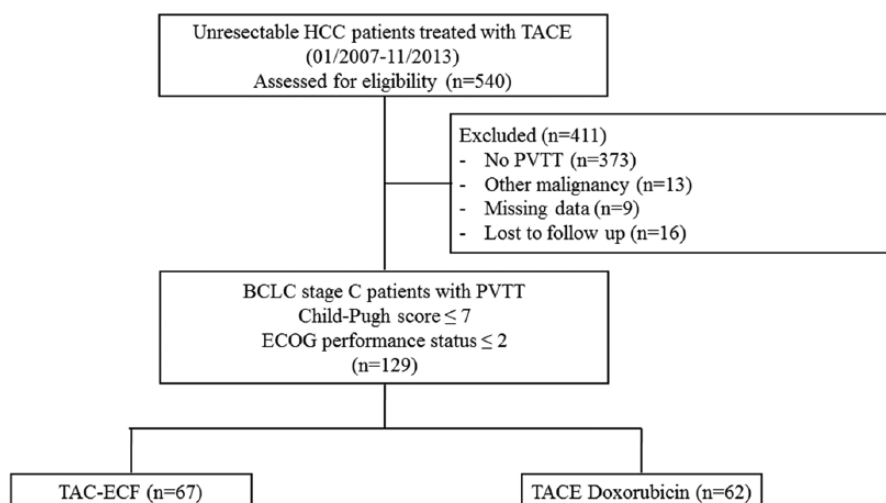 Unresectable HCC patients treated with TACE
(01/2007-11/2013)
Assessed for eligibility (n=540)
Excluded (n=411)
- No PVTT (n=373)
- Other malignancy (n=13)
- Missing data (n=9)
- Lost to follow up (n=16)
BCLC stage C patients with PVTT
Child-Pugh score ≤ 7
ECOG performance status ≤ 2
(n=129)
TAC-ECF (n=67)
TACE Doxorubicin (n=62)